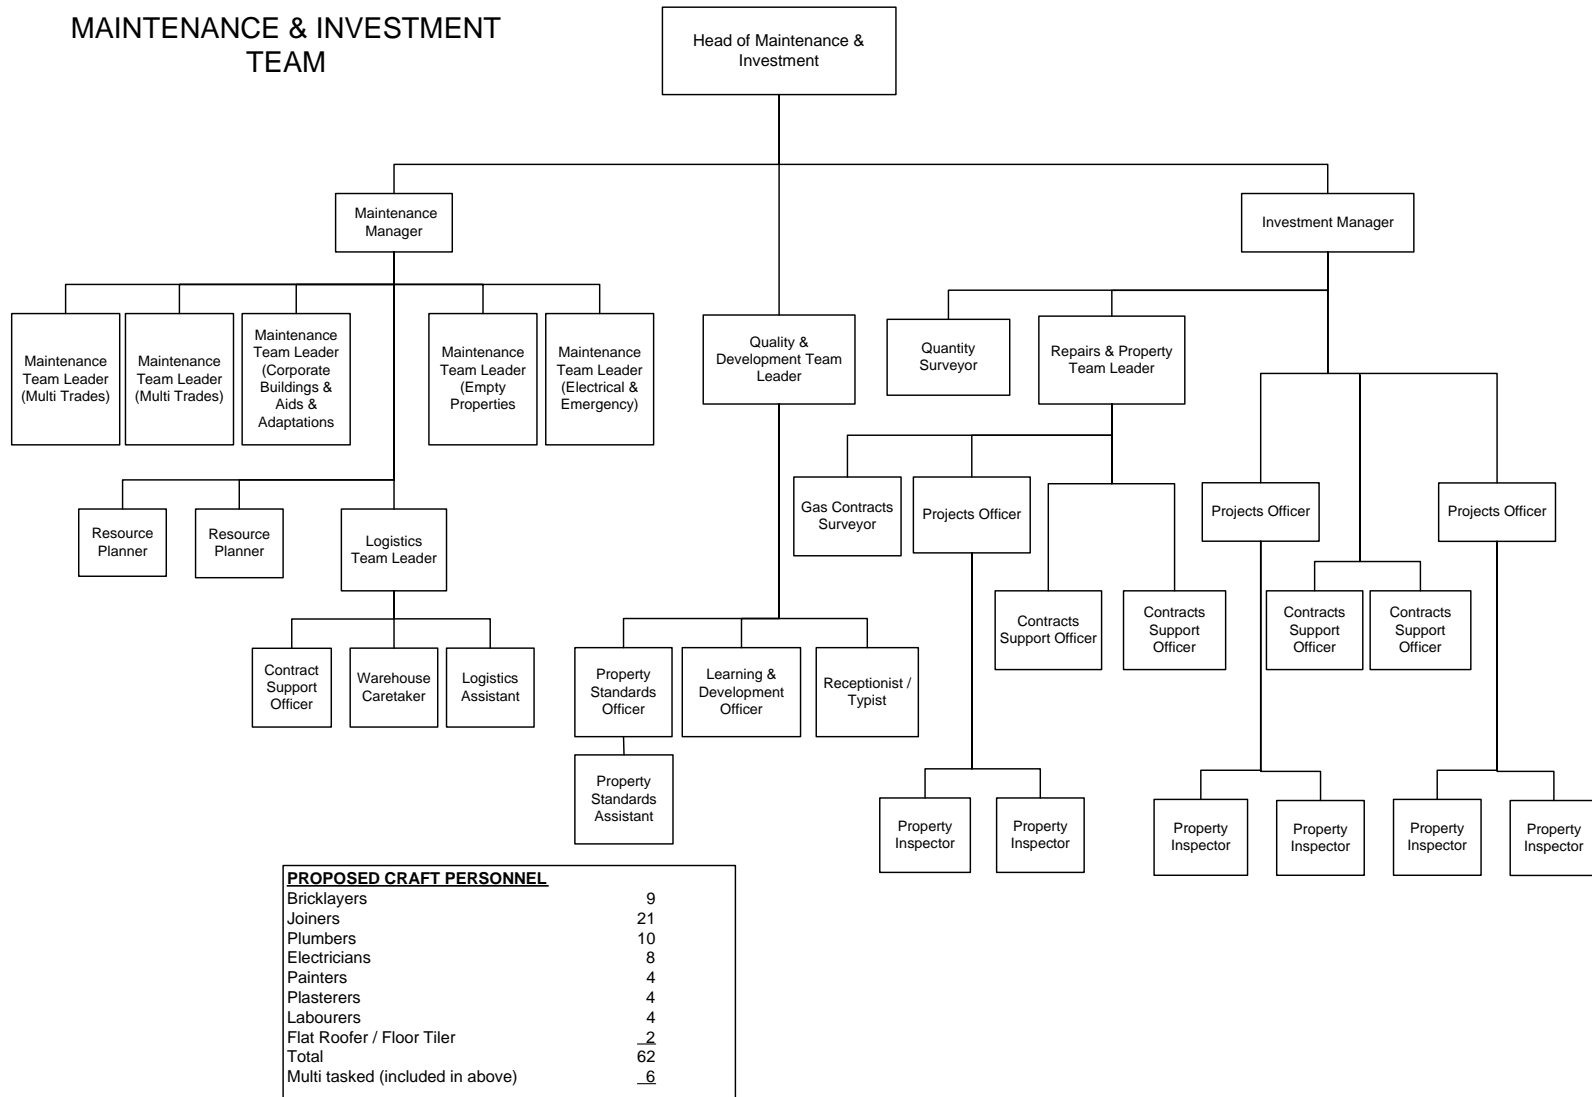 MAINTENANCE & INVESTMENT
TEAM
Head of Maintenance &
Investment
Maintenance
Manager
Investment Manager
Maintenance
Team Leader
(Multi Trades)
Maintenance
Team Leader
(Multi Trades)
Maintenance
Team Leader
(Corporate
Buildings &
Aids &
Adaptations
Maintenance
Team Leader
(Empty
Properties
Maintenance
Team Leader
(Electrical &
Emergency)
Quality &
Development Team
Leader
Quantity
Surveyor
Repairs & Property
Team Leader
Resource
Planner
Resource
Planner
Logistics
Team Leader
Gas Contracts
Surveyor
Projects Officer
Projects Officer
Projects Officer
Contracts
Support Officer
Contracts
Support
Officer
Contracts
Support
Officer
Contracts
Support
Officer
Contract
Support
Officer
Warehouse
Caretaker
Logistics
Assistant
Property
Standards
Officer
Learning &
Development
Officer
Receptionist /
Typist
Property
Standards
Assistant
Property
Inspector
Property
Inspector
Property
Inspector
Property
Inspector
Property
Inspector
Property
Inspector
PROPOSED CRAFT PERSONNEL
Bricklayers 9
Joiners 21
Plumbers 10
Electricians 8
Painters 4
Plasterers 4
Labourers 4
Flat Roofer / Floor Tiler 2
Total 62
Multi tasked (included in above) 6